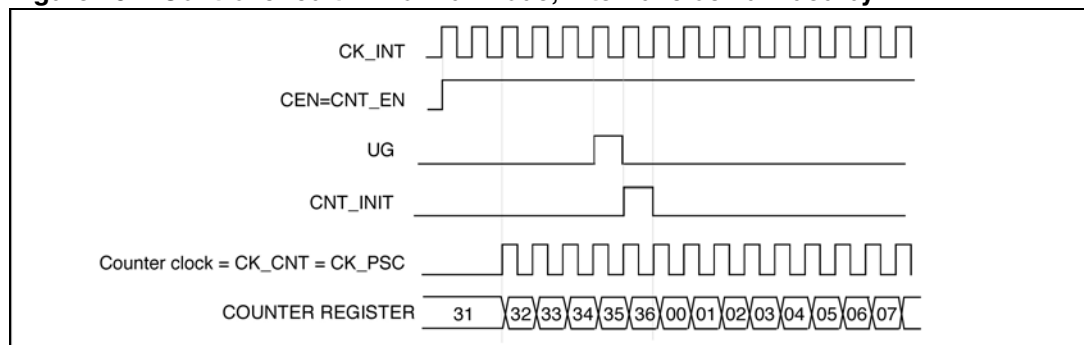 CK_INT
CEN=CNT_EN
UG
CNT_INIT
Counter clock = CK_CNT = CK_PSC
COUNTER REGISTER 31 32 33 34 35 36 00 01 02 03 04 05 06 07